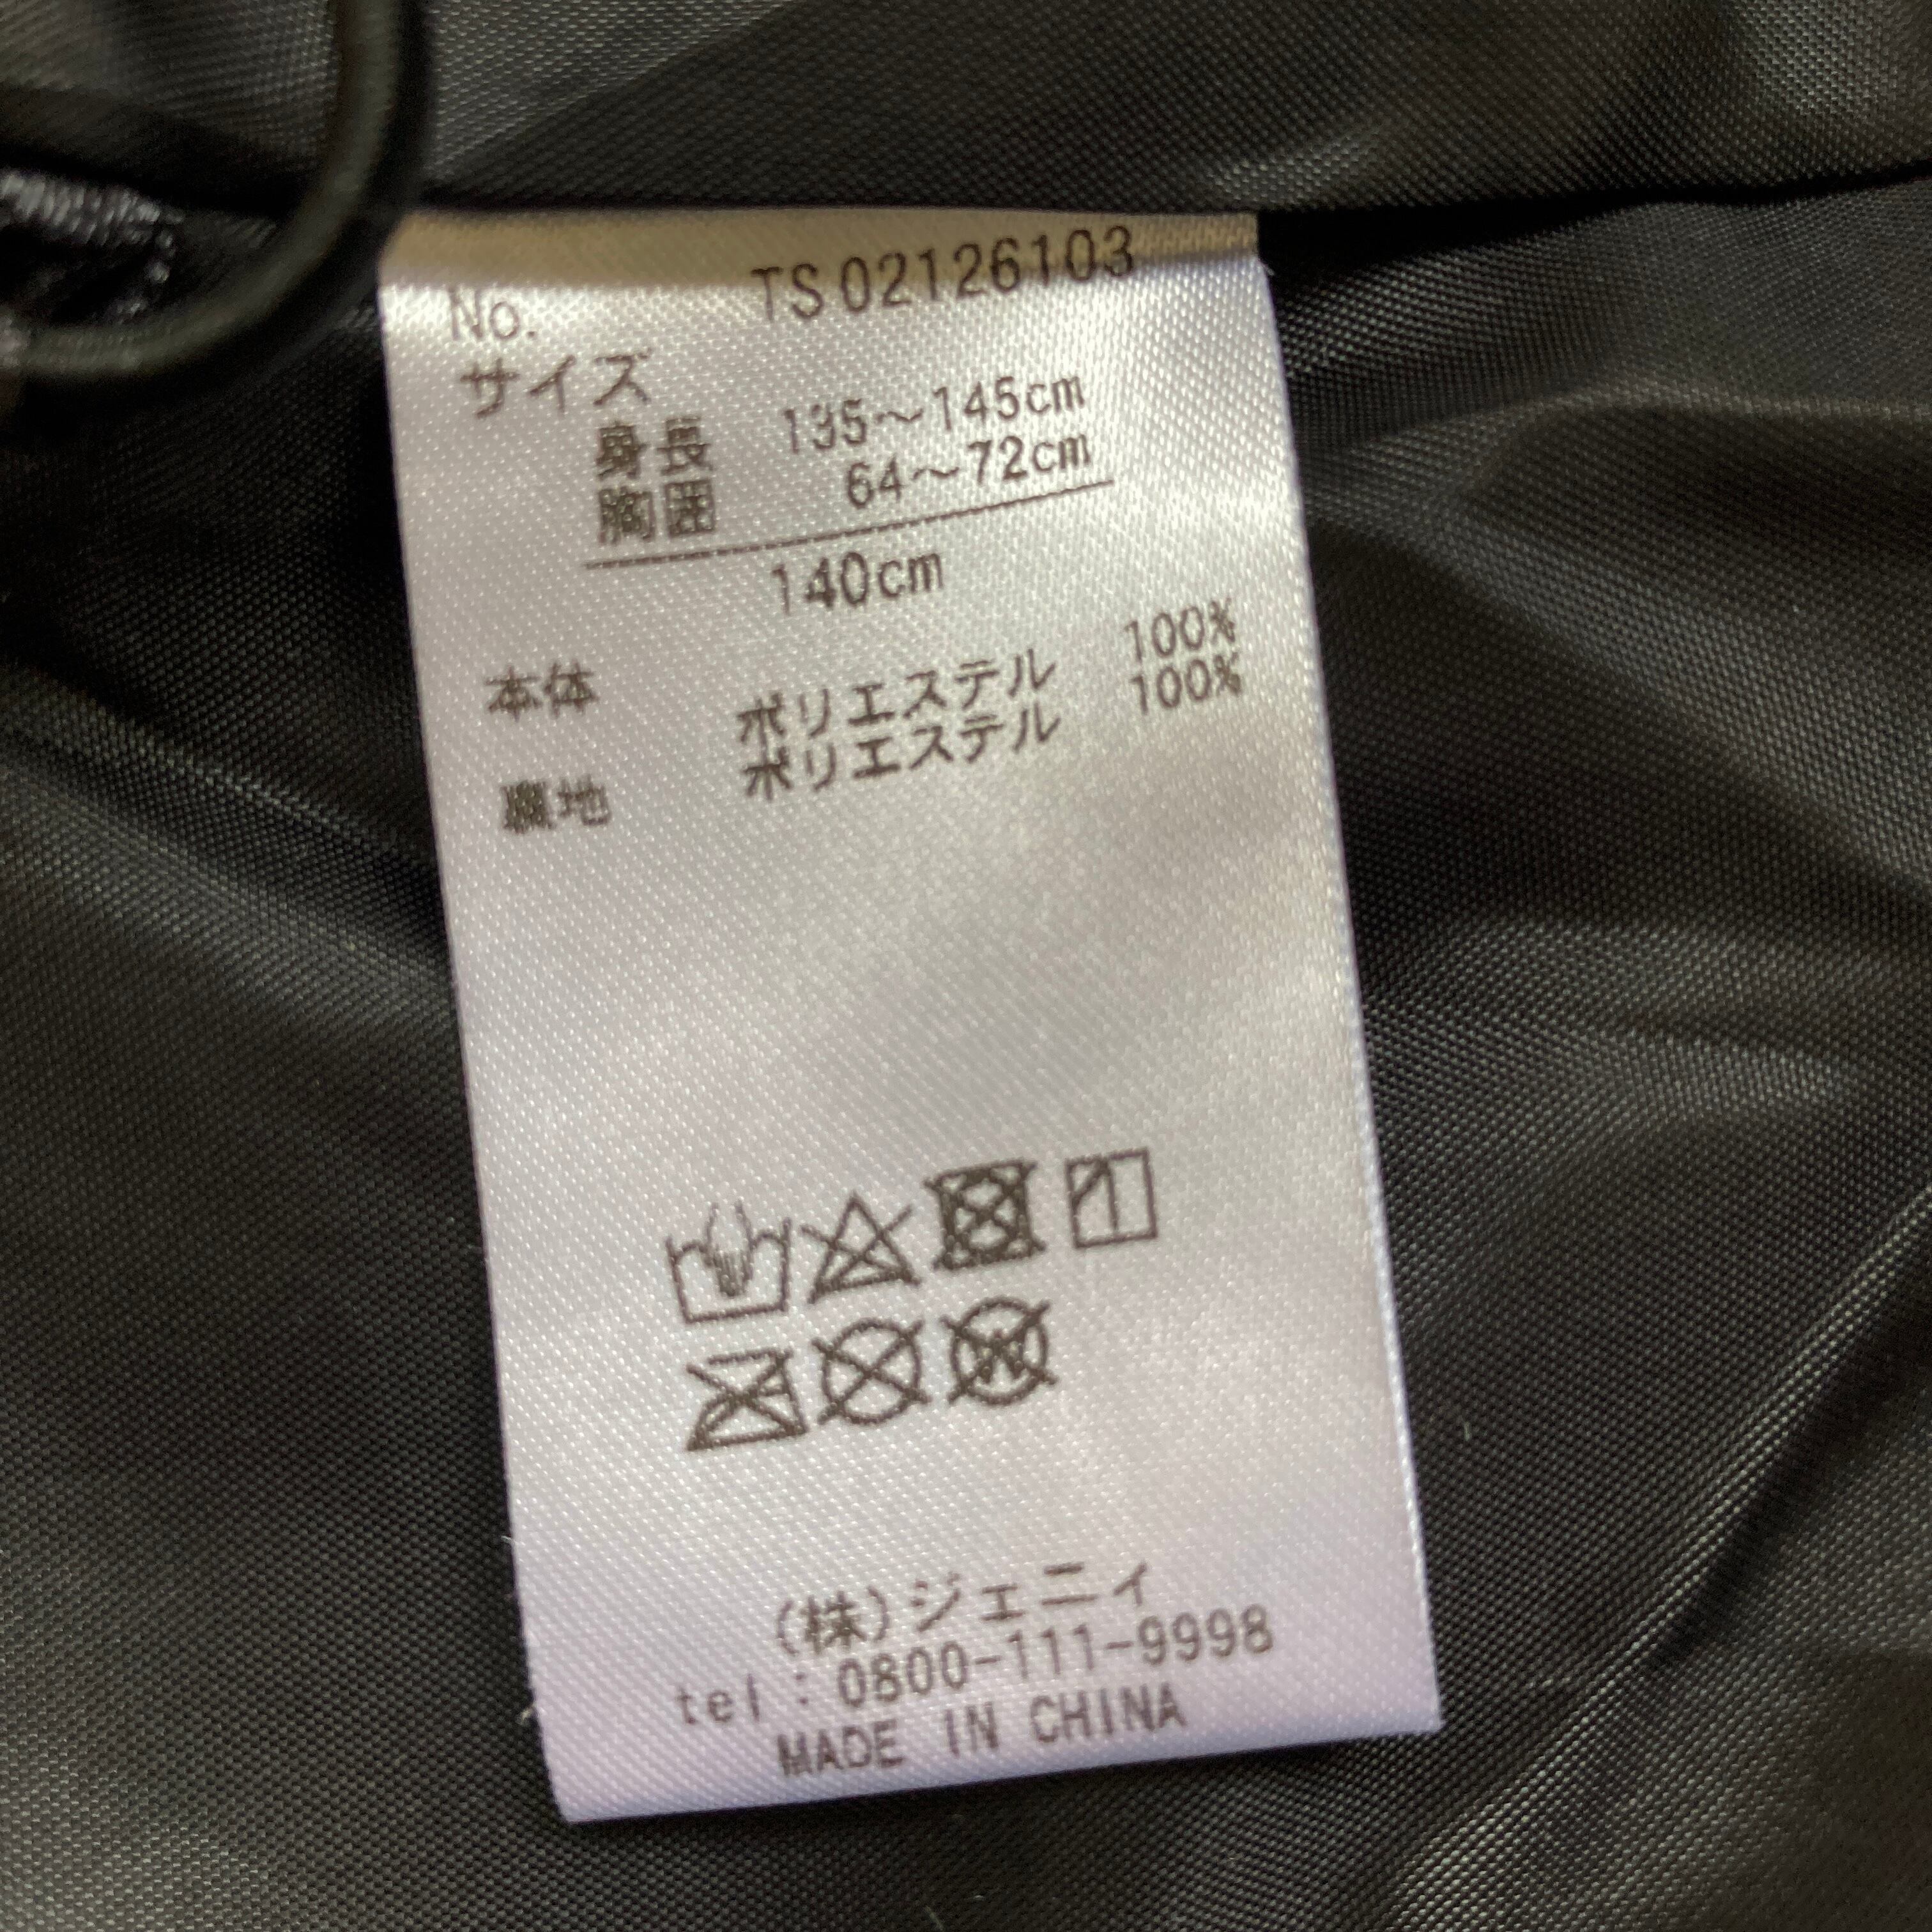 No. TS 02126103
サイズ
身長 135～145cm
胸囲 64～72cm
140cm
本体 ポリエステル 100%
裏地 ポリエステル 100%
W
(株)ジェニィ
tel:0800-111-9998
MADE IN CHINA